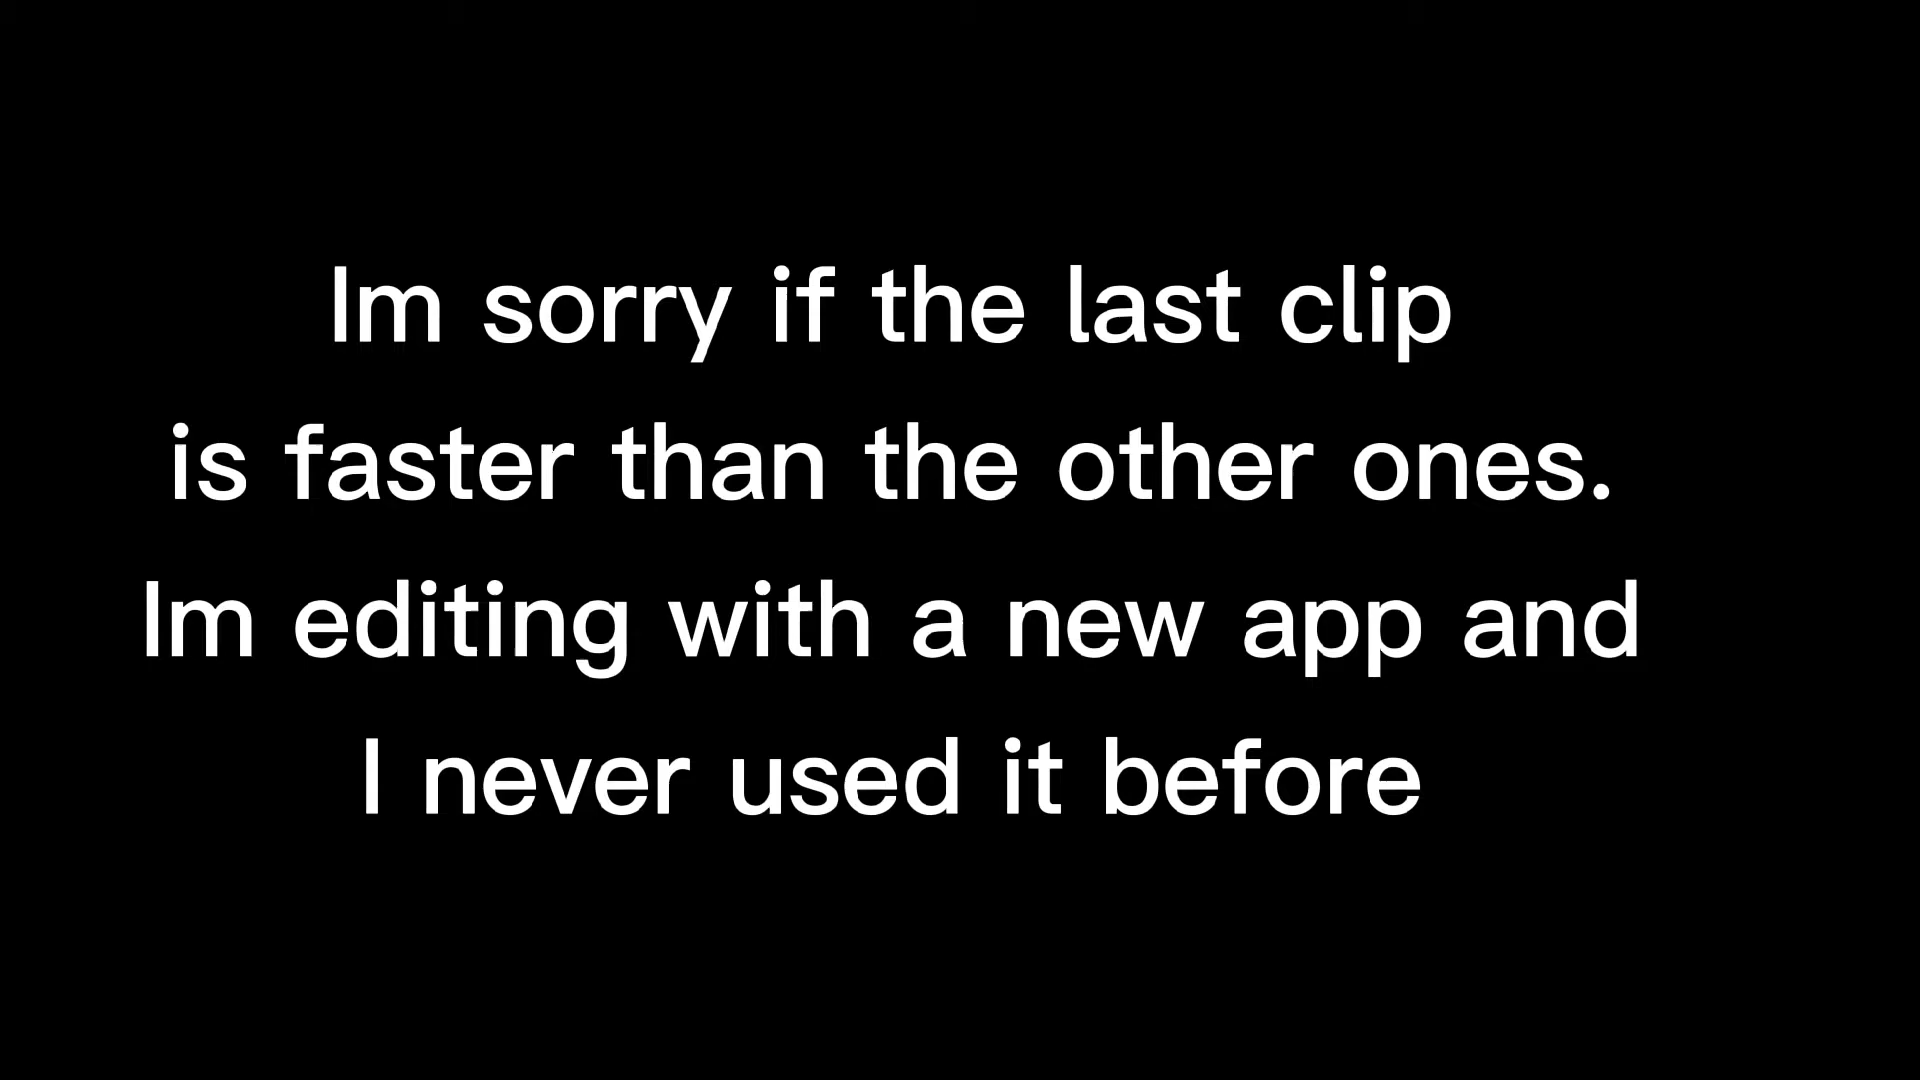 Im sorry if the last clip
is faster than the other ones.
Im editing with a new app and
I never used it before